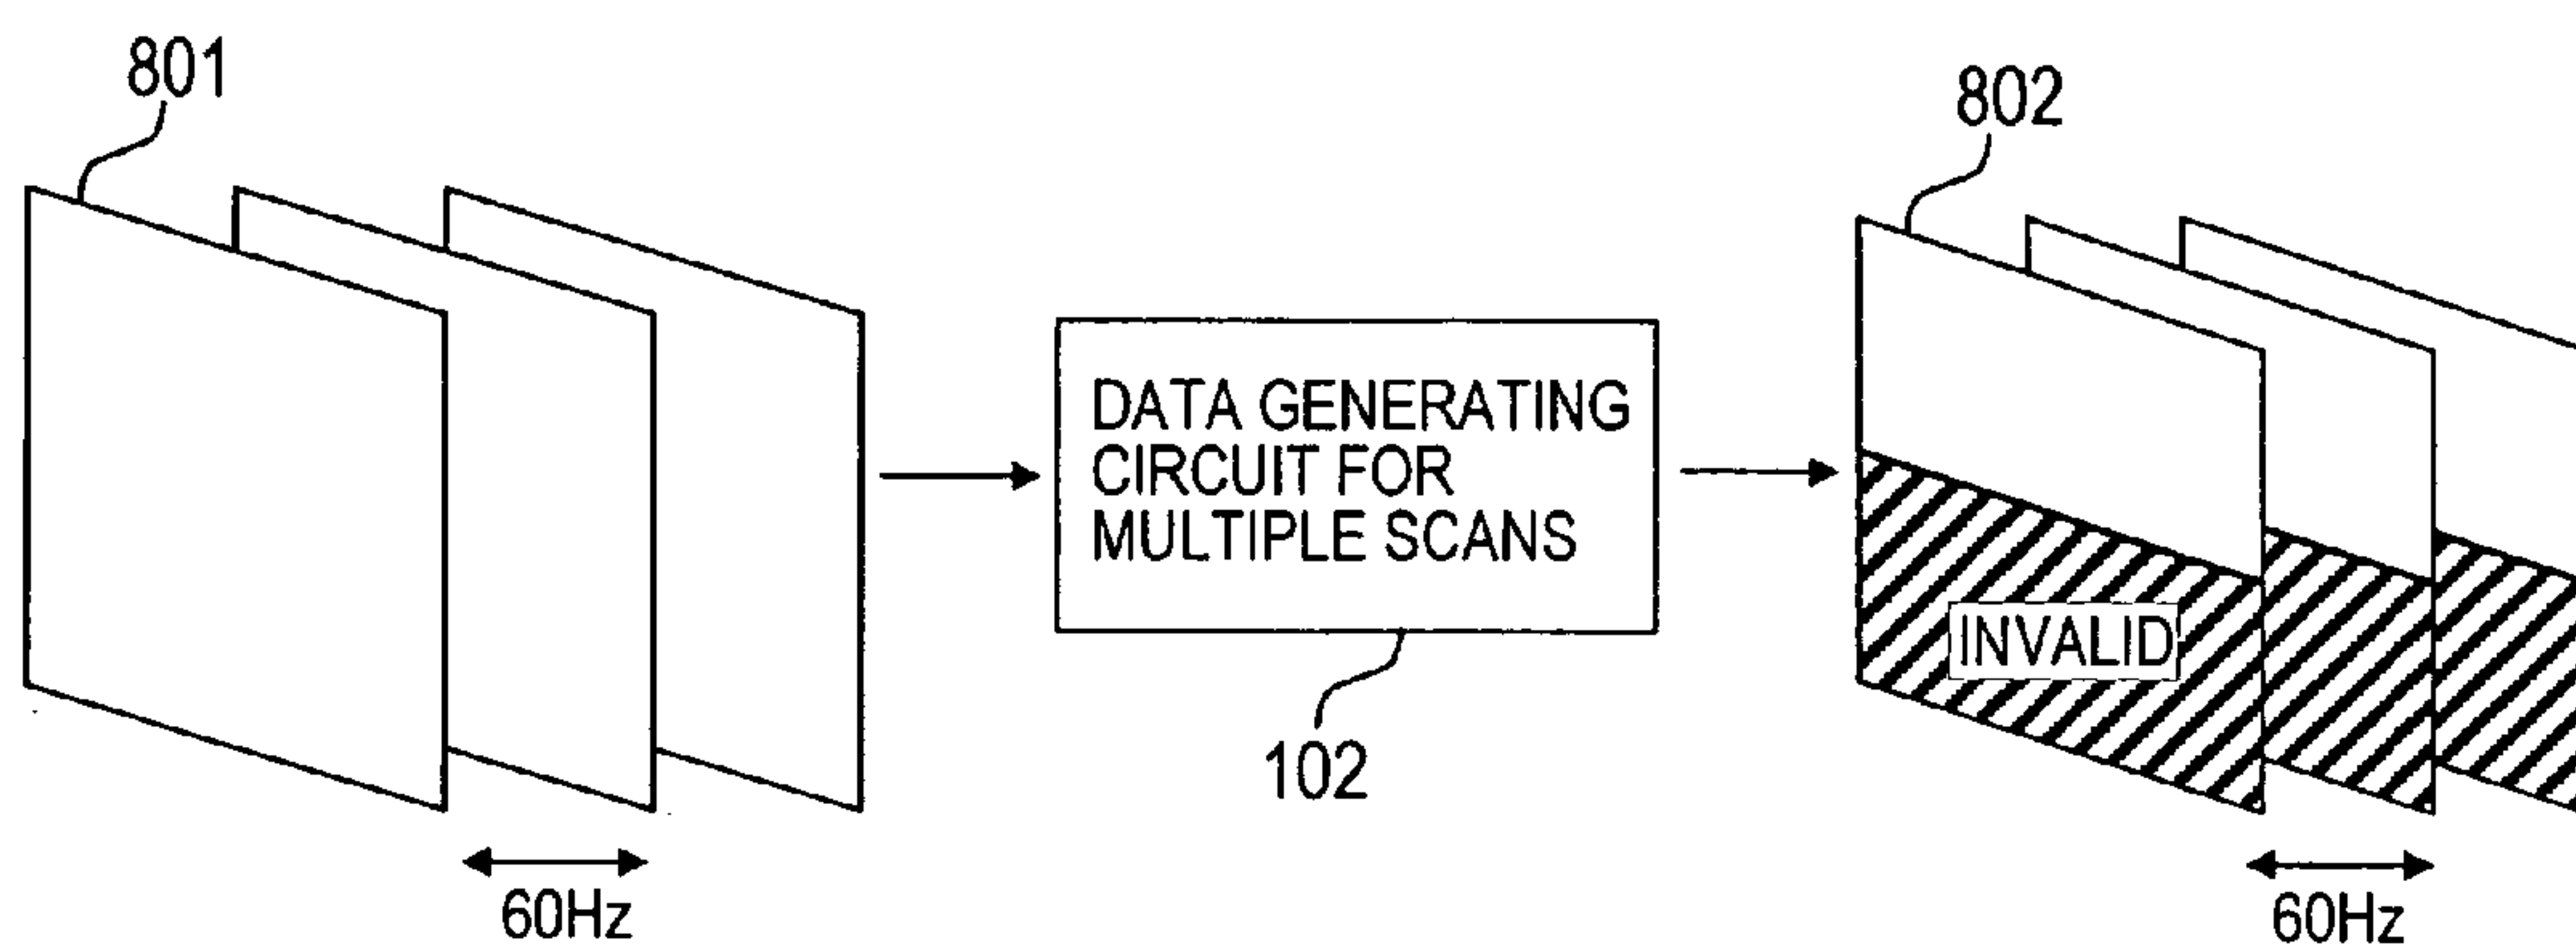 801
802
DATA GENERATING
CIRCUIT FOR
MULTIPLE SCANS
INVALID
102
60Hz
60Hz